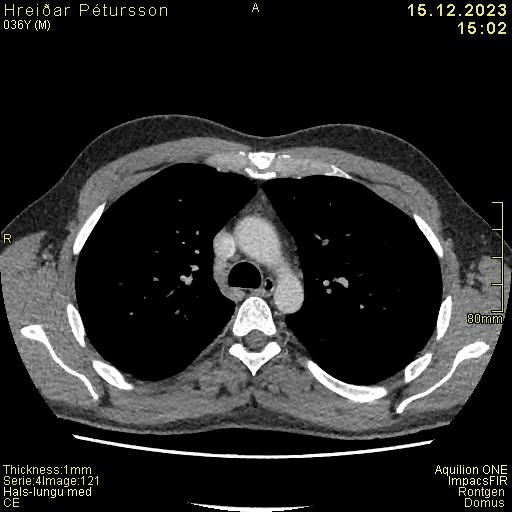 Hreiðar Pétursson
036Y (M)
A
15.12.2023
15:02
R
80mm
Thickness:1mm
Serie:4Image:121
Hals-lungu med
CE
Aquilion ONE
ImpacsFIR
Rontgen
Domus